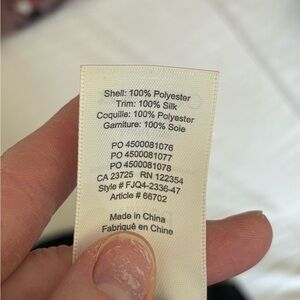 Shell: 100% Polyester
Trim: 100% Silk
Coquille: 100% Polyester
Garniture: 100% Soie
PO 4500081076
PO 4500081077
PO 4500081078
CA 23725 RN 122354
Style # FJQ4-2336-47
Article # 66702
Made in China
Fabriqué en Chine